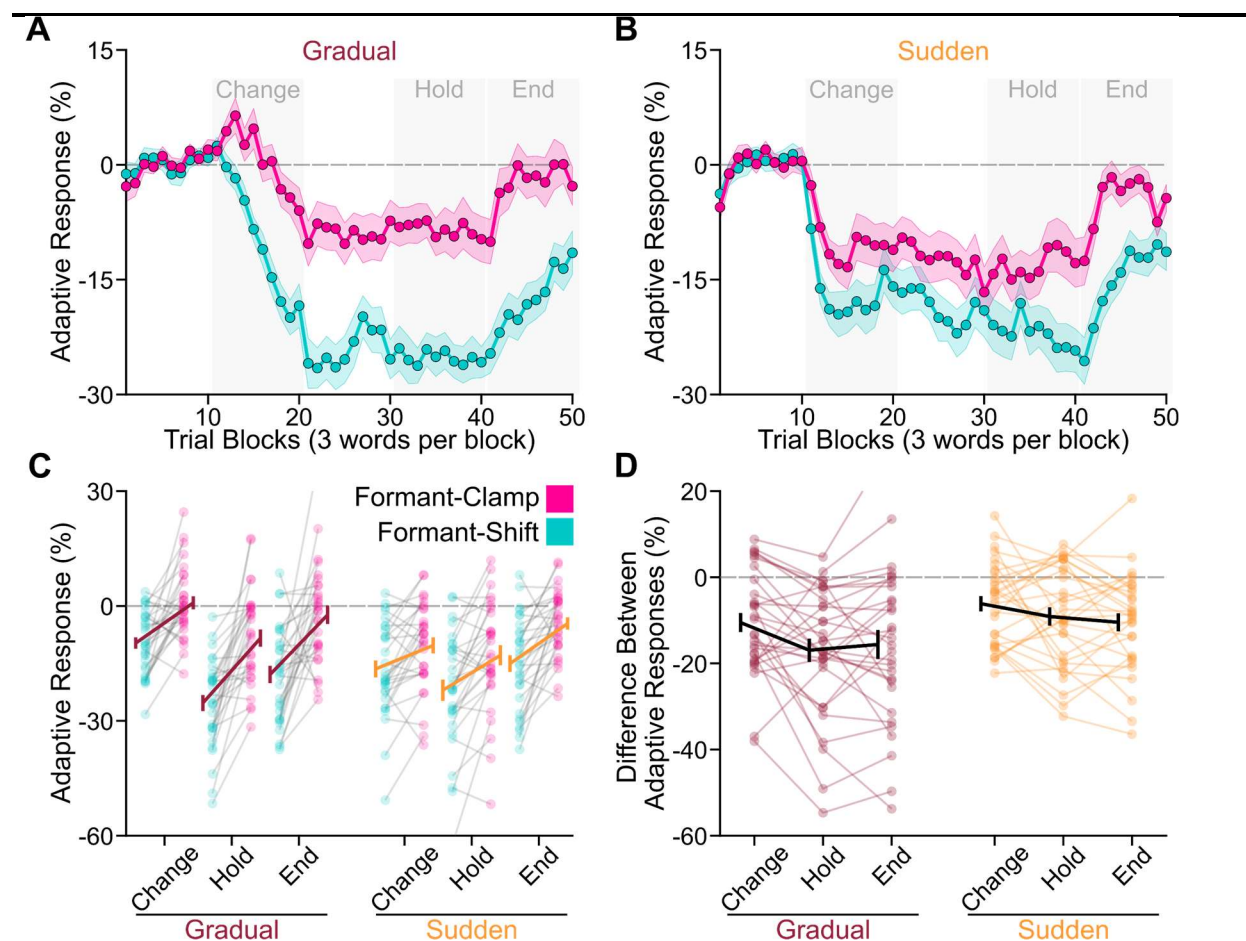 A
Gradual
15
0
-15
-30
Adaptive Response (%)
Change
Hold
End
10
20
30
40
50
Trial Blocks (3 words per block)
B
Sudden
15
0
-15
-30
Adaptive Response (%)
Change
Hold
End
10
20
30
40
50
Trial Blocks (3 words per block)
C
30
0
-30
-60
Adaptive Response (%)
Formant-Clamp
Formant-Shift
Change
Hold
End
Change
Hold
End
Gradual
Sudden
D
20
0
-20
-40
-60
Difference Between
Adaptive Responses (%)
Change
Hold
End
Change
Hold
End
Gradual
Sudden